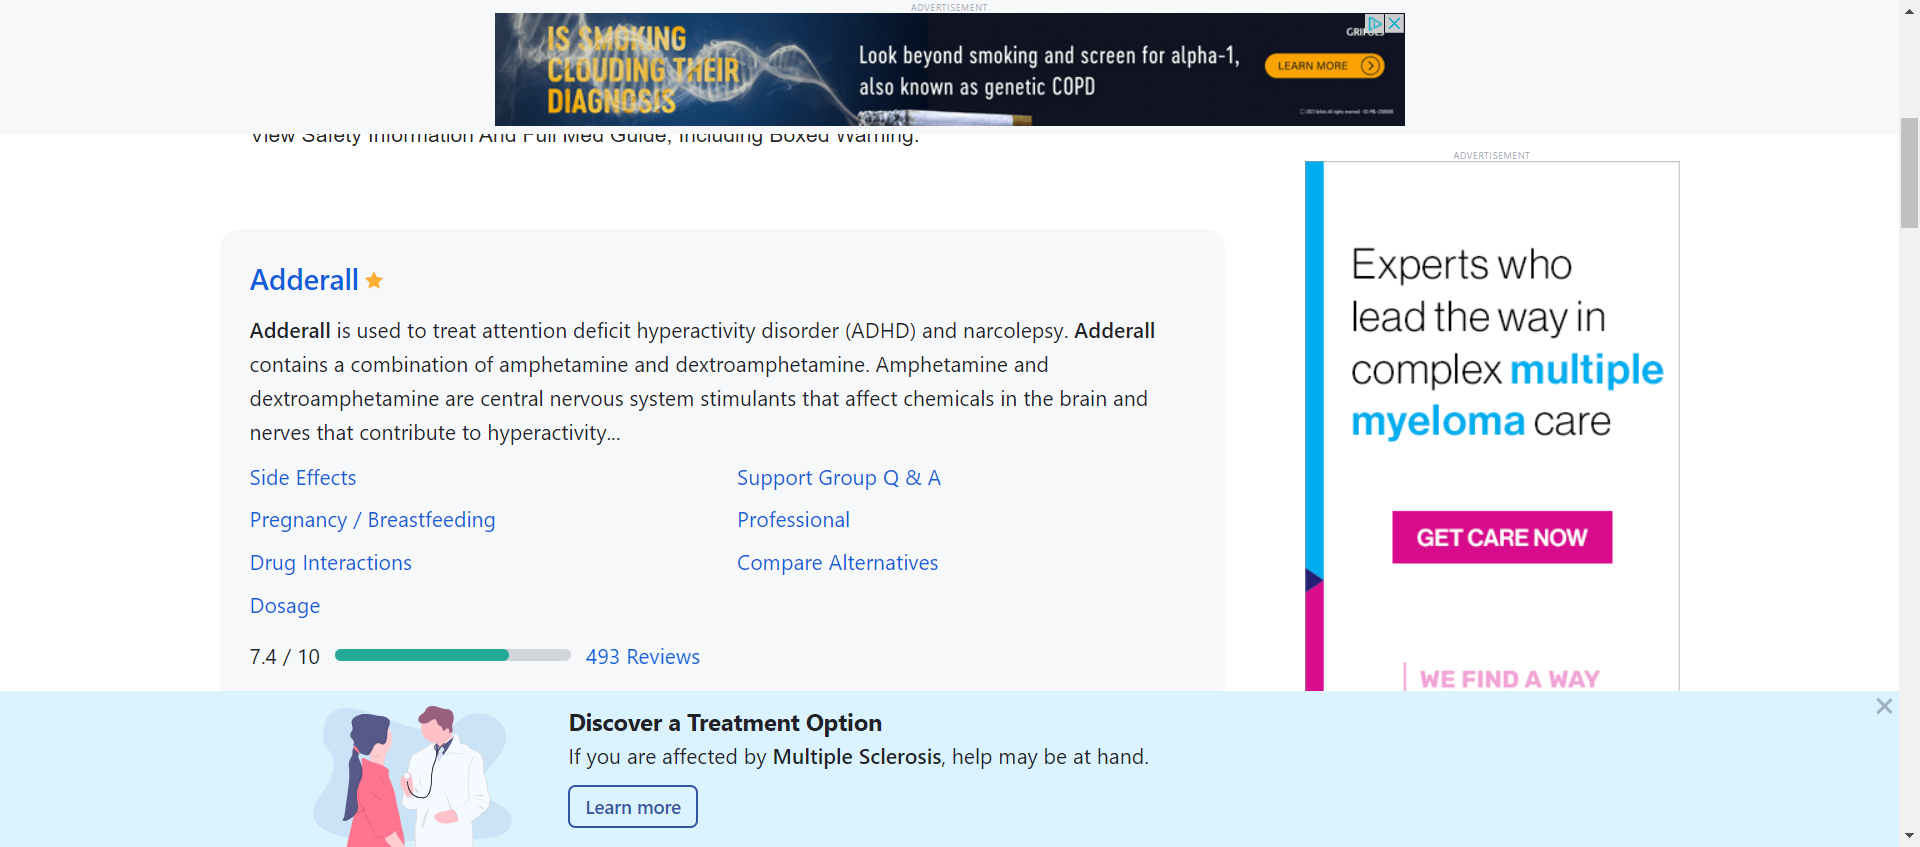 ADVERTISEMENT
IS SMOKING
CLOUDING THEIR
DIAGNOSIS
Look beyond smoking and screen for alpha-1,
also known as genetic COPD
LEARN MORE
GRIFOLS
View Safety Information And Full Med Guide, Including Boxed Warning.
ADVERTISEMENT
Adderall
Adderall is used to treat attention deficit hyperactivity disorder (ADHD) and narcolepsy. Adderall
contains a combination of amphetamine and dextroamphetamine. Amphetamine and
dextroamphetamine are central nervous system stimulants that affect chemicals in the brain and
nerves that contribute to hyperactivity...
Side Effects
Support Group Q & A
Pregnancy / Breastfeeding
Professional
Drug Interactions
Compare Alternatives
Dosage
7.4 / 10
493 Reviews
Experts who
lead the way in
complex multiple
myeloma care
GET CARE NOW
WE FIND A WAY
Discover a Treatment Option
If you are affected by Multiple Sclerosis, help may be at hand.
Learn more